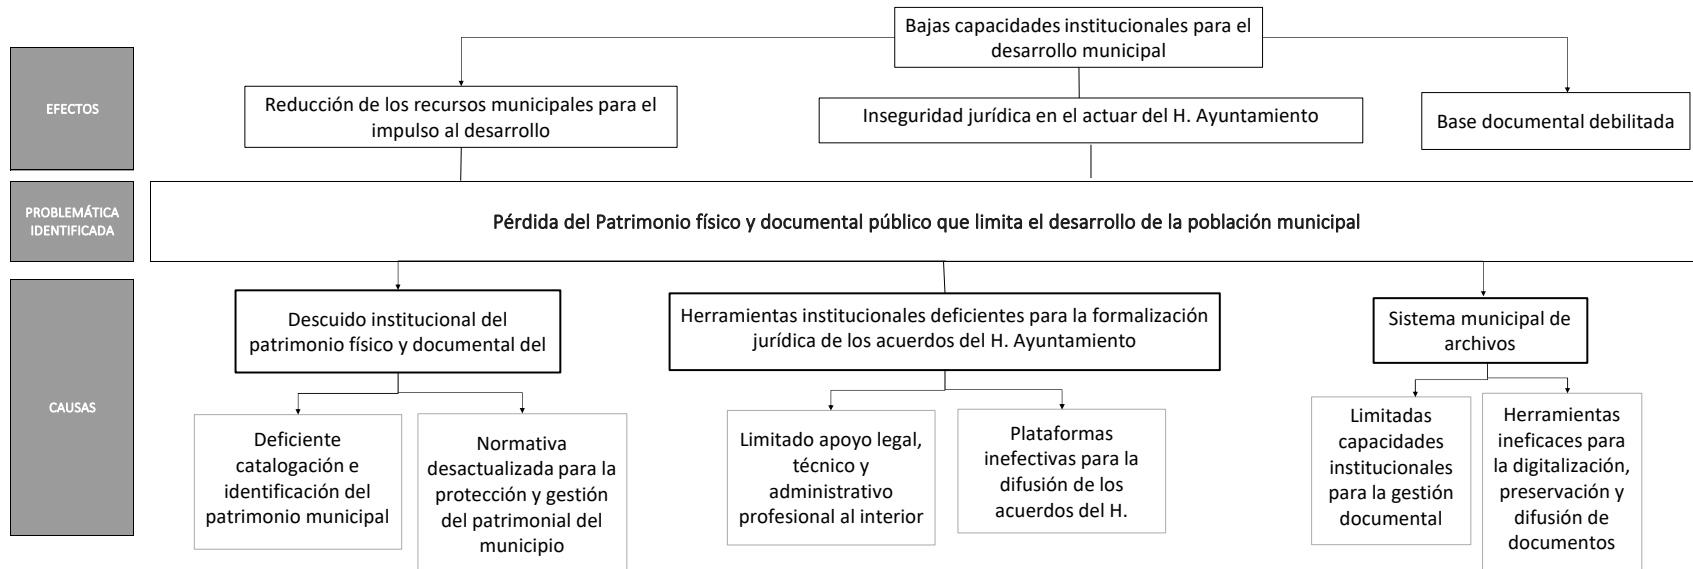 Bajas capacidades institucionales para el
desarrollo municipal
EFECTOS
Reducción de los recursos municipales para el
impulso al desarrollo
Inseguridad jurídica en el actuar del H. Ayuntamiento
Base documental debilitada
PROBLEMÁTICA
IDENTIFICADA
Pérdida del Patrimonio físico y documental público que limita el desarrollo de la población municipal
CAUSAS
Descuido institucional del
patrimonio físico y documental del
Herramientas institucionales deficientes para la formalización
jurídica de los acuerdos del H. Ayuntamiento
Sistema municipal de
archivos
Deficiente
catalogación e
identificación del
patrimonio municipal
Normativa
desactualizada para la
protección y gestión
del patrimonial del
municipio
Limitado apoyo legal,
técnico y
administrativo
profesional al interior
Plataformas
inefectivas para la
difusión de los
acuerdos del H.
Limitadas
capacidades
institucionales
para la gestión
documental
Herramientas
ineficaces para
la digitalización,
preservación y
difusión de
documentos